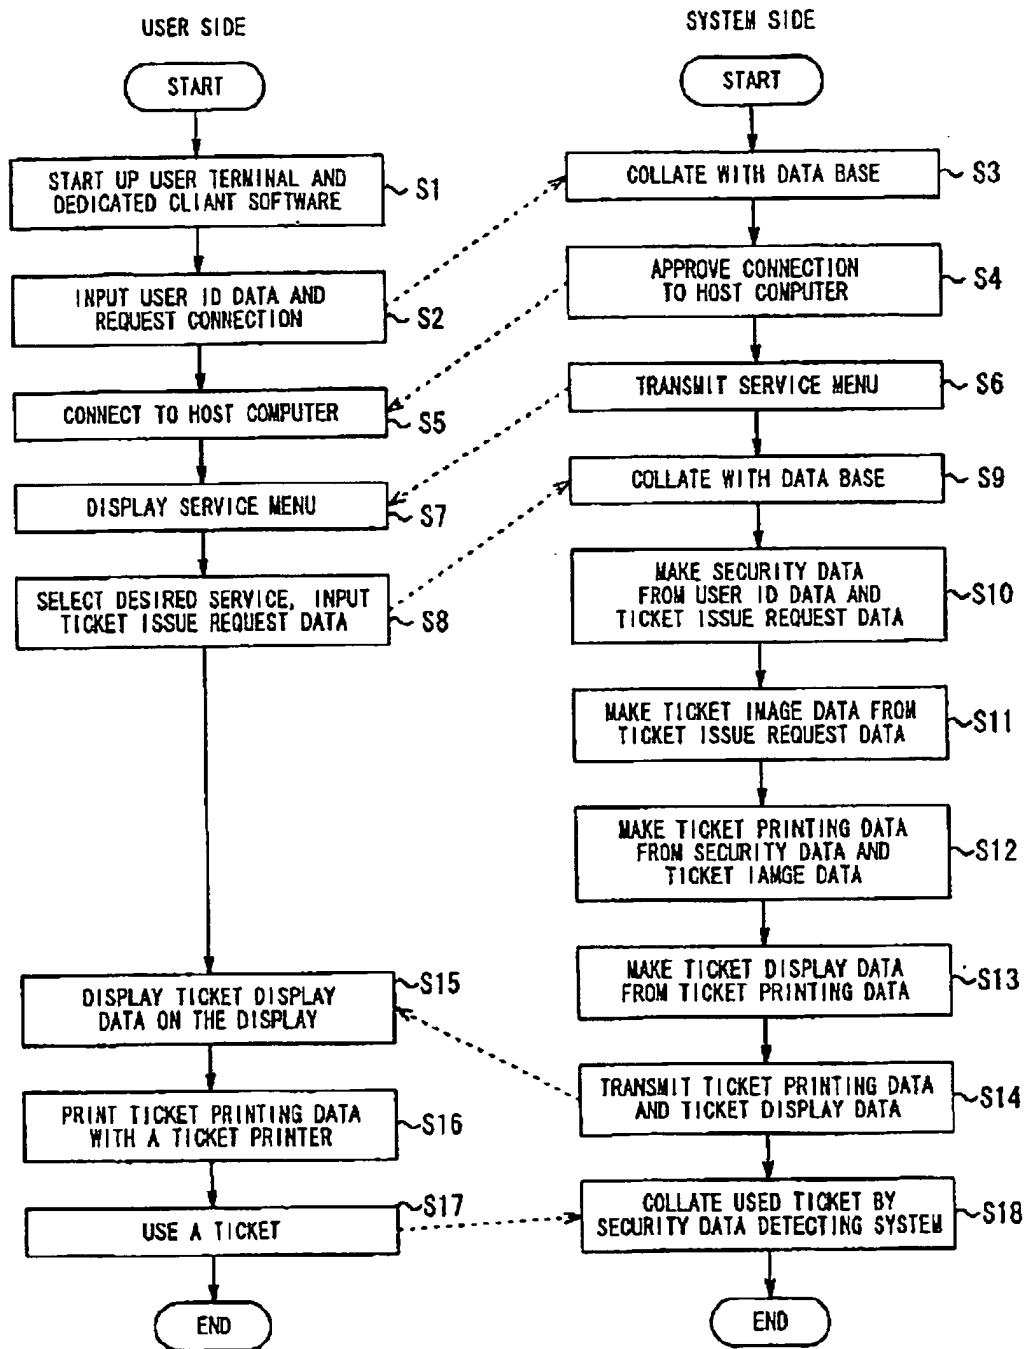 USER SIDE
START
START UP USER TERMINAL AND
DEDICATED CLIANT SOFTWARE
S1
INPUT USER ID DATA AND
REQUEST CONNECTION
S2
CONNECT TO HOST COMPUTER
S5
DISPLAY SERVICE MENU
S7
SELECT DESIRED SERVICE, INPUT
TICKET ISSUE REQUEST DATA
S8
DISPLAY TICKET DISPLAY
DATA ON THE DISPLAY
S15
PRINT TICKET PRINTING DATA
WITH A TICKET PRINTER
S16
USE A TICKET
S17
END
SYSTEM SIDE
START
COLLATE WITH DATA BASE
S3
APPROVE CONNECTION
TO HOST COMPUTER
S4
TRANSMIT SERVICE MENU
S6
COLLATE WITH DATA BASE
S9
MAKE SECURITY DATA
FROM USER ID DATA AND
TICKET ISSUE REQUEST DATA
S10
MAKE TICKET IMAGE DATA FROM
TICKET ISSUE REQUEST DATA
S11
MAKE TICKET PRINTING DATA
FROM SECURITY DATA AND
TICKET IAMGE DATA
S12
MAKE TICKET DISPLAY DATA
FROM TICKET PRINTING DATA
S13
TRANSMIT TICKET PRINTING DATA
AND TICKET DISPLAY DATA
S14
COLLATE USED TICKET BY
SECURITY DATA DETECTING SYSTEM
S18
END